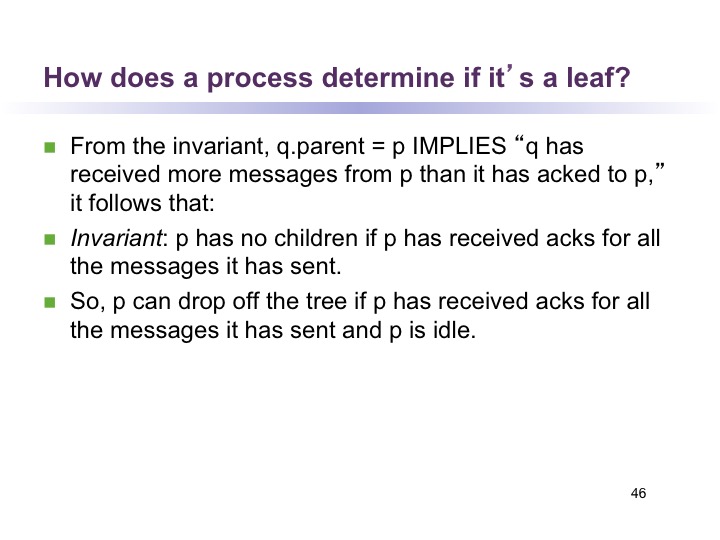 How does a process determine if it’s a leaf?
From the invariant, q.parent = p IMPLIES “q has
received more messages from p than it has acked to p,”
it follows that:
Invariant: p has no children if p has received acks for all
the messages it has sent.
So, p can drop off the tree if p has received acks for all
the messages it has sent and p is idle.
46